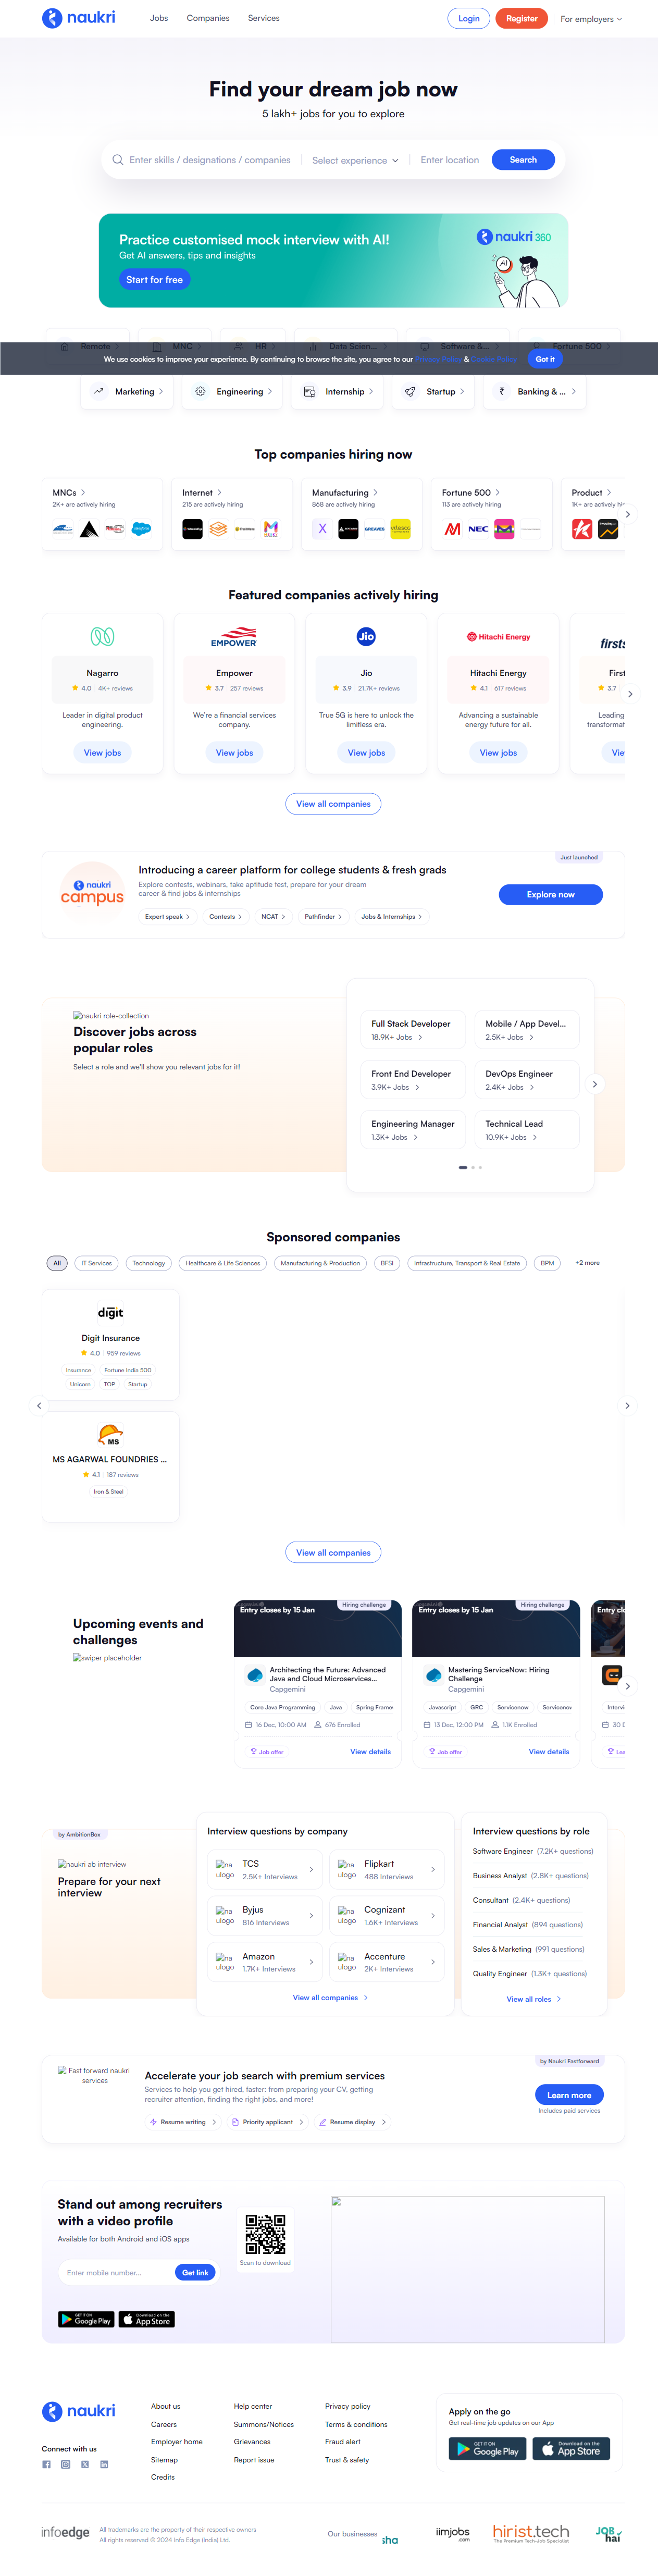 naukri
Jobs
Companies
Services
Login
Register
For employers
Find your dream job now
5 lakh+ jobs for you to explore
Enter skills / designations / companies
Select experience
Enter location
Search
Practice customised mock interview with AI!
Get AI answers, tips and insights
Start for free
naukri 360
AI
Remote
MNC
HR
Data Scien...
Software &...
Fortune 500
We use cookies to improve your experience. By continuing to browse the site, you agree to our Privacy Policy & Cookie Policy
Got it
Marketing
Engineering
Internship
Startup
Banking & ...
Top companies hiring now
MNCs
2K+ are actively hiring
Internet
215 are actively hiring
Manufacturing
868 are actively hiring
Fortune 500
113 are actively hiring
Product
1K+ are actively hir
NEC
Featured companies actively hiring
EMPOWER
Jio
Hitachi Energy
firsts
Nagarro
4.0 4K+ reviews
Leader in digital product
engineering.
View jobs
Empower
3.7 257 reviews
We're a financial services
company.
View jobs
Jio
3.9 21.7K+ reviews
True 5G is here to unlock the
limitless era.
View jobs
Hitachi Energy
4.1 617 reviews
Advancing a sustainable
energy future for all.
View jobs
First
3.7
Leading
transformat
Vie
View all companies
Just launched
naukri
campus
Introducing a career platform for college students & fresh grads
Explore contests, webinars, take aptitude test, prepare for your dream
career & find jobs & internships
Expert speak
Contests
NCAT
Pathfinder
Jobs & Internships
Explore now
naukri role-collection
Discover jobs across
popular roles
Select a role and we'll show you relevant jobs for it!
Full Stack Developer
18.9K+ Jobs
Mobile / App Devel...
2.5K+ Jobs
Front End Developer
3.9K+ Jobs
DevOps Engineer
2.4K+ Jobs
Engineering Manager
1.3K+ Jobs
Technical Lead
10.9K+ Jobs
Sponsored companies
All
IT Services
Technology
Healthcare & Life Sciences
Manufacturing & Production
BFSI
Infrastructure, Transport & Real Estate
BPM
+2 more
digit
Digit Insurance
4.0 959 reviews
Insurance
Fortune India 500
Unicorn
TOP
Startup
MS
MS AGARWAL FOUNDRIES ...
4.1 187 reviews
Iron & Steel
View all companies
Upcoming events and
challenges
swiper placeholder
Hiring challenge
Entry closes by 15 Jan
Architecting the Future: Advanced
Java and Cloud Microservices...
Capgemini
Core Java Programming
Java
Spring Frame
16 Dec, 10:00 AM
676 Enrolled
Job offer
View details
Hiring challenge
Entry closes by 15 Jan
Mastering ServiceNow: Hiring
Challenge
Capgemini
Javascript
GRC
Servicenow
Servicenov
13 Dec, 12:00 PM
1.1K Enrolled
Job offer
View details
Entry clo
Intervi
30 D
Lea
by AmbitionBox
naukri ab interview
Prepare for your next
interview
Interview questions by company
TCS
2.5K+ Interviews
Flipkart
488 Interviews
Byjus
816 Interviews
Cognizant
1.6K+ Interviews
Amazon
1.7K+ Interviews
Accenture
2K+ Interviews
View all companies
Interview questions by role
Software Engineer (7.2K+ questions)
Business Analyst (2.8K+ questions)
Consultant (2.4K+ questions)
Financial Analyst (894 questions)
Sales & Marketing (991 questions)
Quality Engineer (1.3K+ questions)
View all roles
by Naukri Fastforward
Fast forward naukri
services
Accelerate your job search with premium services
Services to help you get hired, faster: from preparing your CV, getting
recruiter attention, finding the right jobs, and more!
Resume writing
Priority applicant
Resume display
Learn more
Includes paid services
Stand out among recruiters
with a video profile
Available for both Android and iOS apps
Enter mobile number...
Get link
Scan to download
GET IT ON
Google Play
Download on the
App Store
naukri
Connect with us
About us
Careers
Employer home
Sitemap
Credits
Help center
Summons/Notices
Grievances
Report issue
Privacy policy
Terms & conditions
Fraud alert
Trust & safety
Apply on the go
Get real-time job updates on our App
GET IT ON
Google Play
Download on the
App Store
infoedge
All trademarks are the property of their respective owners
All rights reserved © 2024 Info Edge (India) Ltd.
Our businesses
sha
iimjobs
.com
hirist.tech
The Premium Tech-Job Specialist
JOB
hai